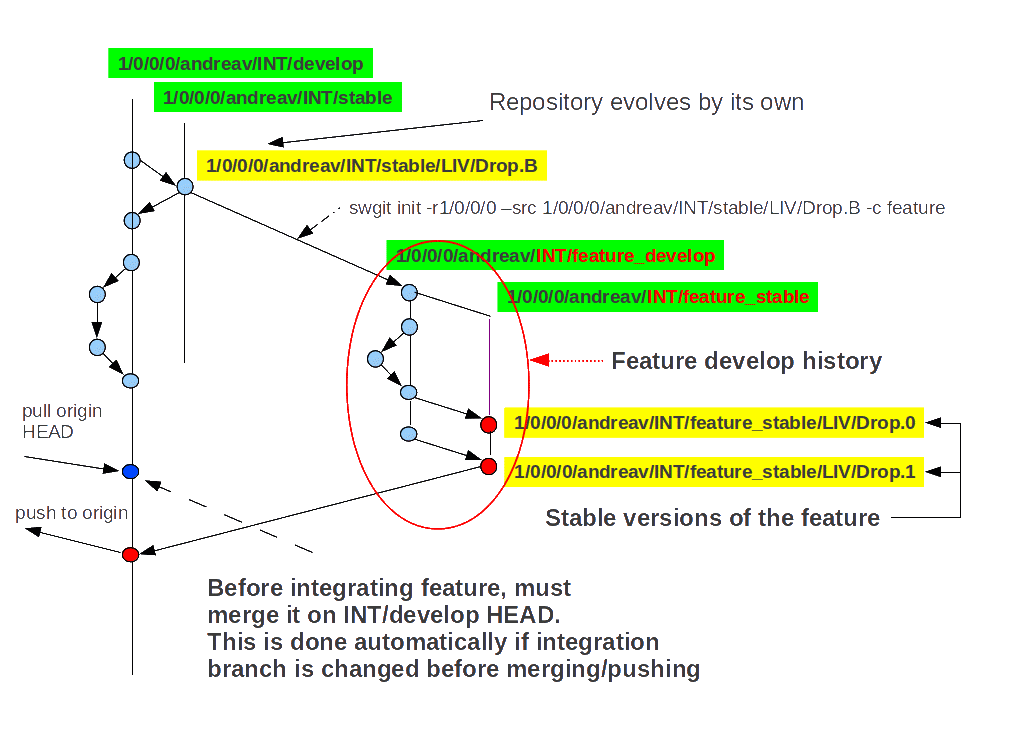 1/0/0/0/andreav/INT/develop
1/0/0/0/andreav/INT/stable
Repository evolves by its own
1/0/0/0/andreav/INT/stable/LIV/Drop.B
swgit init -r1/0/0/0 –src 1/0/0/0/andreav/INT/stable/LIV/Drop.B -c feature
1/0/0/0/andreav/INT/feature_develop
1/0/0/0/andreav/INT/feature_stable
Feature develop history
pull origin
HEAD
1/0/0/0/andreav/INT/feature_stable/LIV/Drop.0
1/0/0/0/andreav/INT/feature_stable/LIV/Drop.1
push to origin
Stable versions of the feature
Before integrating feature, must
merge it on INT/develop HEAD.
This is done automatically if integration
branch is changed before merging/pushing